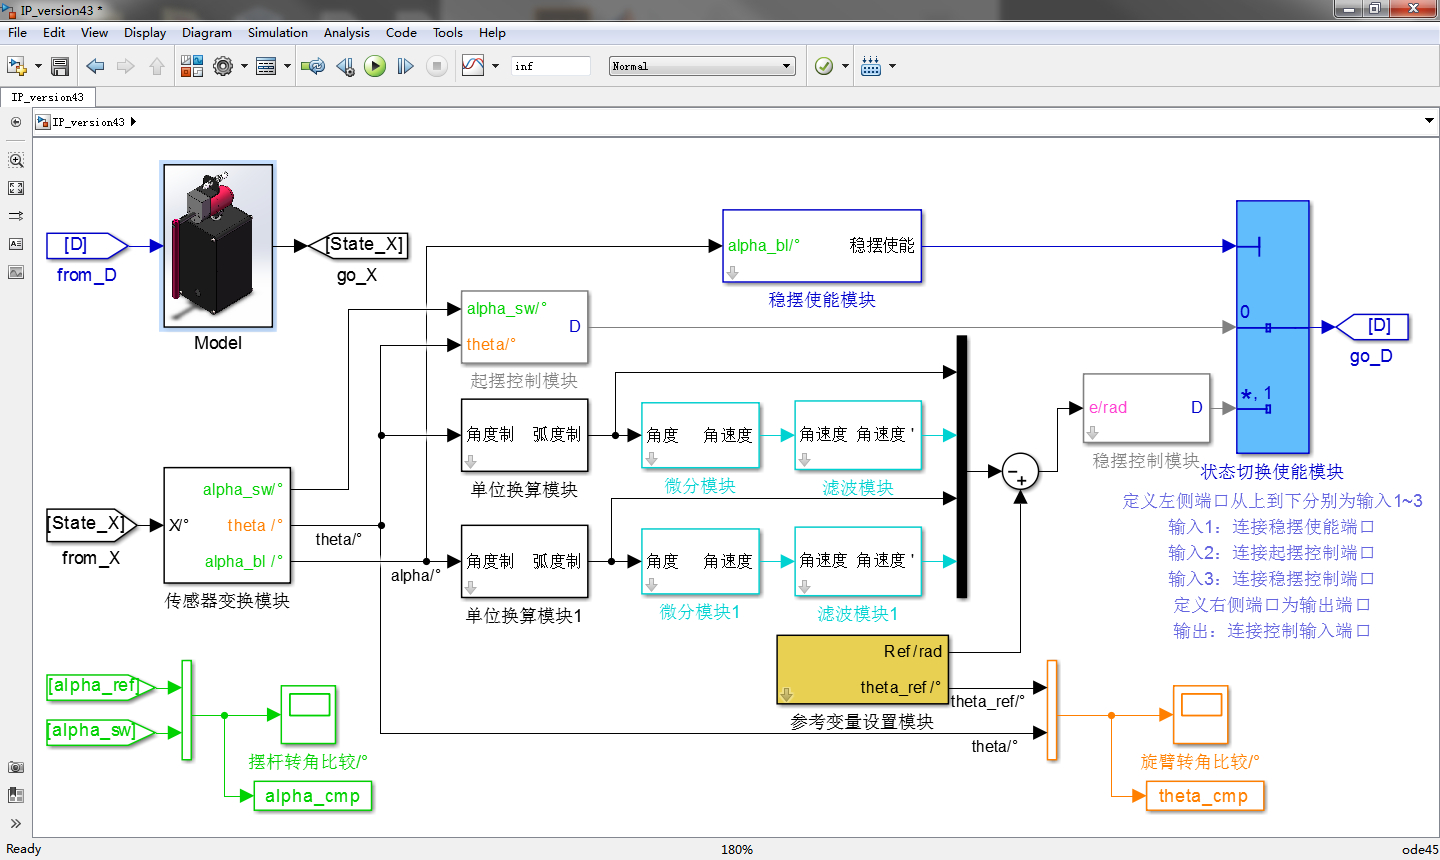 IP_version43 *
File Edit View Display Diagram Simulation Analysis Code Tools Help
inf Normal
IP_version43
IP_version43
[D]
from_D
Model
[State_X]
go_X
alpha_bl/° 稳摆使能
稳摆使能模块
alpha_sw/° D
theta/°
起摆控制模块
0
*, 1
[D]
go_D
状态切换使能模块
e/rad D
稳摆控制模块
角度制 弧度制
单位换算模块
角度 角速度
微分模块
角速度 角速度 '
滤波模块
- +
[State_X]
from_X
X/°
alpha_sw/°
theta /°
alpha_bl /°
传感器变换模块
theta/°
alpha/°
角度制 弧度制
单位换算模块1
角度 角速度
微分模块1
角速度 角速度 '
滤波模块1
定义左侧端口从上到下分别为输入1~3
输入1：连接稳摆使能端口
输入2：连接起摆控制端口
输入3：连接稳摆控制端口
定义右侧端口为输出端口
输出：连接控制输入端口
Ref/rad
theta_ref /°
参考变量设置模块
theta_ref/°
theta/°
[alpha_ref]
[alpha_sw]
摆杆转角比较/°
alpha_cmp
旋臂转角比较/°
theta_cmp
Ready 180% ode45